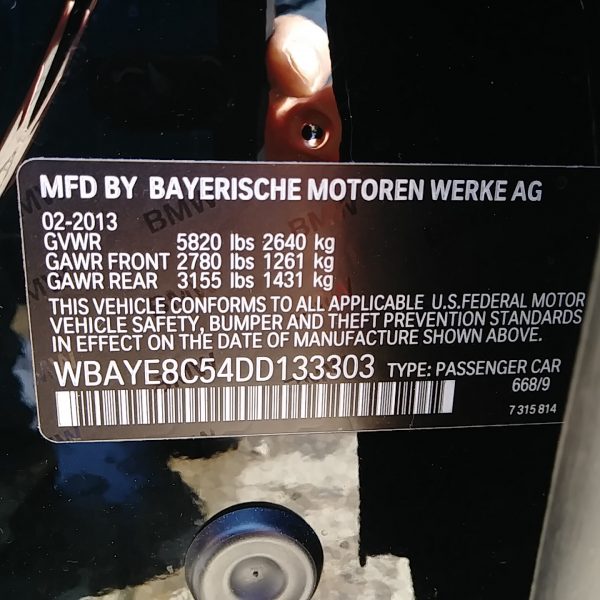 MFD BY BAYERISCHE MOTOREN WERKE AG
02-2013
GVWR 5820 lbs 2640 kg
GAWR FRONT 2780 lbs 1261 kg
GAWR REAR 3155 lbs 1431 kg
THIS VEHICLE CONFORMS TO ALL APPLICABLE U.S.FEDERAL MOTOR
VEHICLE SAFETY, BUMPER AND THEFT PREVENTION STANDARDS
IN EFFECT ON THE DATE OF MANUFACTURE SHOWN ABOVE.
WBAYE8C54DD133303 TYPE: PASSENGER CAR
668/9
7 315 814
BMW
BMW
BMW